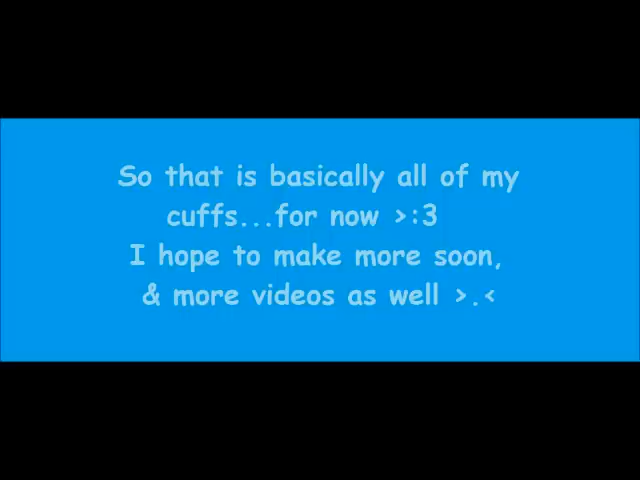 So that is basically all of my
cuffs...for now >:3
I hope to make more soon,
& more videos as well >.<